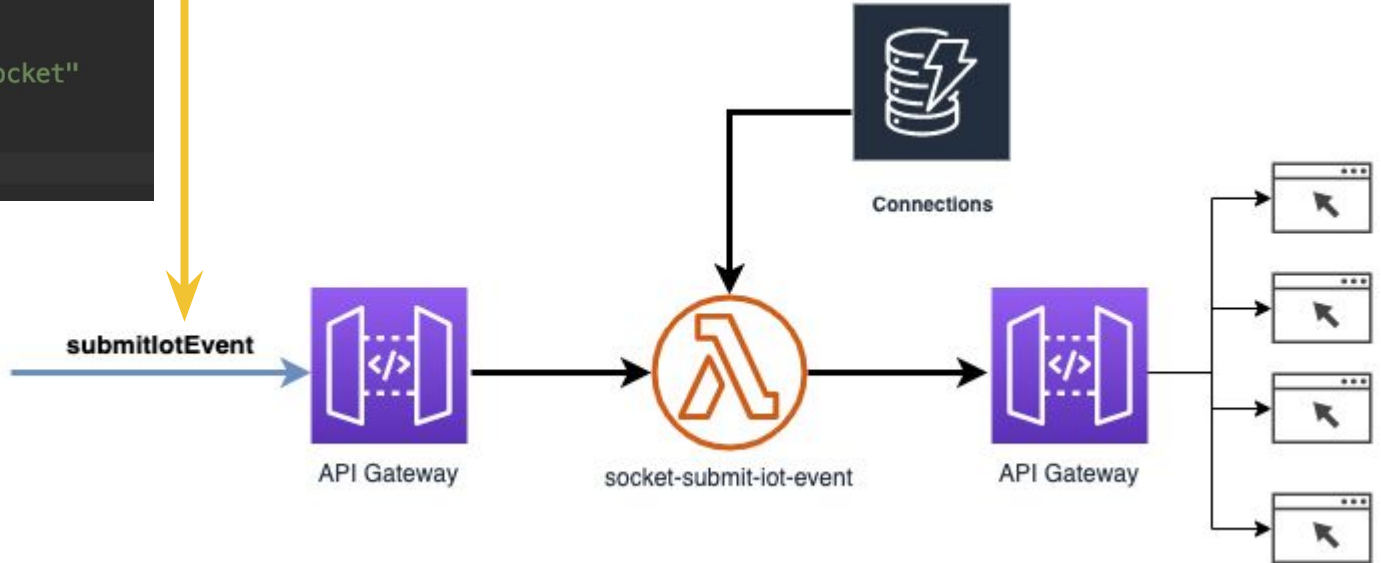 ocket"
Connections
submitIotEvent
</>
</>
API Gateway
socket-submit-iot-event
API Gateway